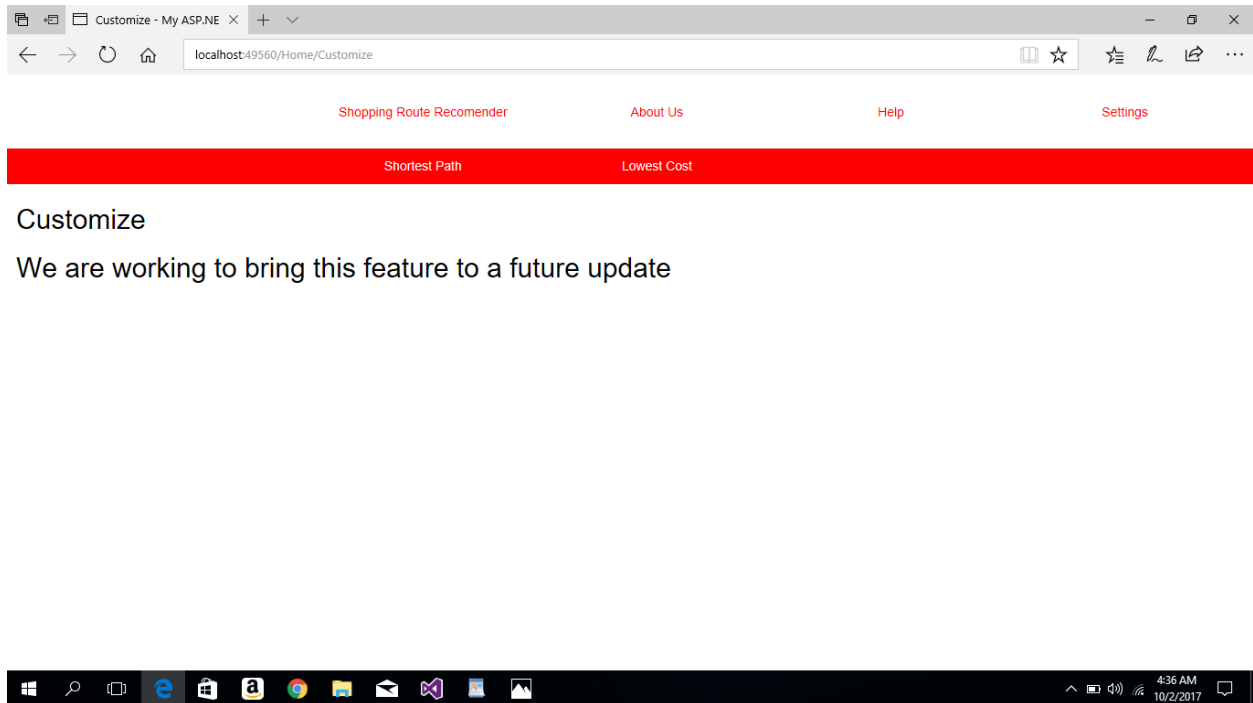 Customize - My ASP.NE
localhost:49560/Home/Customize
Shopping Route Recomender About Us Help Settings
Shortest Path Lowest Cost
Customize
We are working to bring this feature to a future update
4:36 AM
10/2/2017